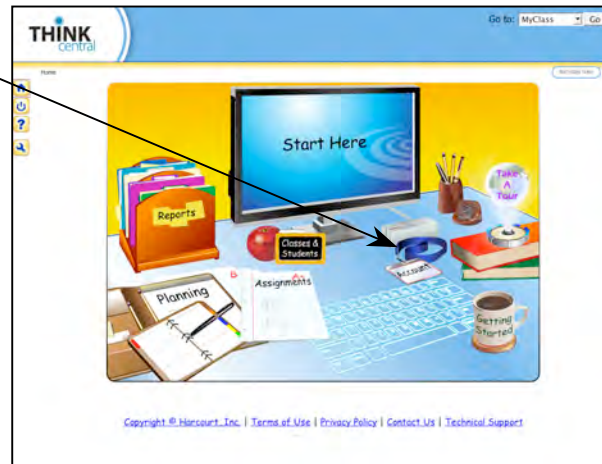 THINK
central
Go to: MyClass Go
Home
Start Here
Take
A
Tour
Reports
Classes &
Students
Account
B A+
Assignments
Planning
Getting
Started
?
Copyright © Harcourt, Inc. | Terms of Use | Privacy Policy | Contact Us | Technical Support